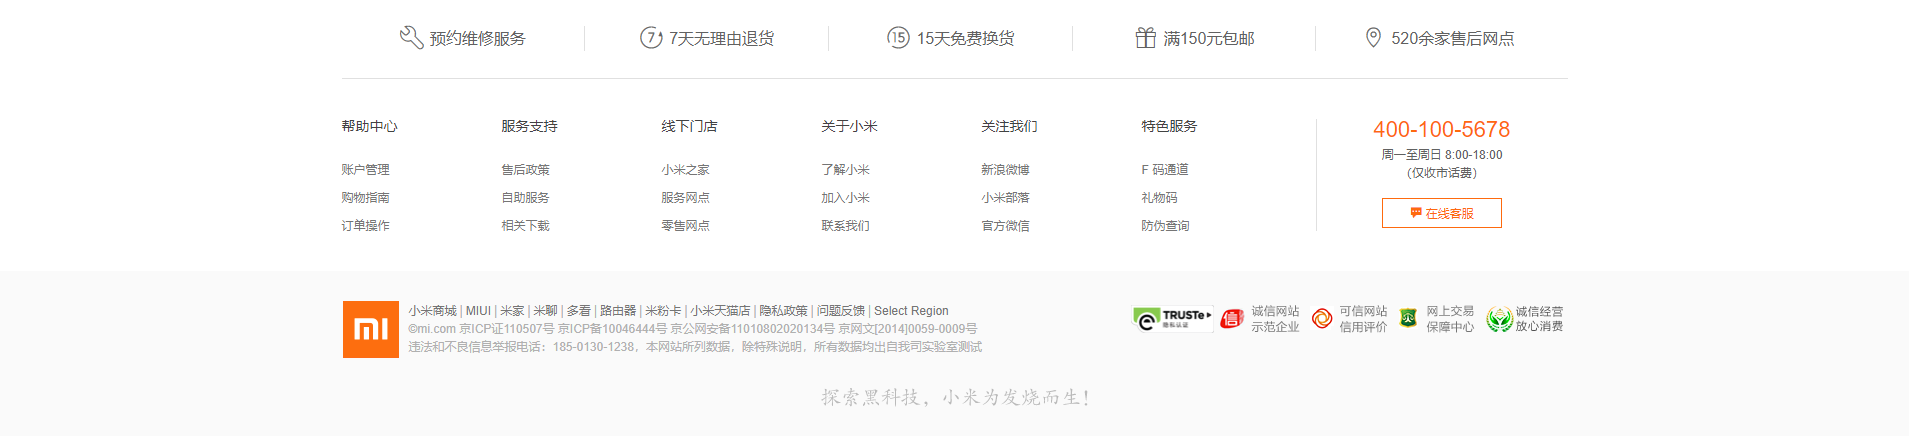 预约维修服务 7天无理由退货 15天免费换货 满150元包邮 520余家售后网点
帮助中心 服务支持 线下门店 关于小米 关注我们 特色服务 400-100-5678
周一至周日 8:00-18:00
账户管理 售后政策 小米之家 了解小米 新浪微博 F 码通道 （仅收市话费）
购物指南 自助服务 服务网点 加入小米 小米部落 礼物码
在线客服
订单操作 相关下载 零售网点 联系我们 官方微信 防伪查询
小米商城 | MIUI | 米家 | 米聊 | 多看 | 路由器 | 米粉卡 | 小米天猫店 | 隐私政策 | 问题反馈 | Select Region
©mi.com 京ICP证110507号 京ICP备10046444号 京公网安备11010802020134号 京网文[2014]0059-0009号
违法和不良信息举报电话：185-0130-1238，本网站所列数据，除特殊说明，所有数据均出自我司实验室测试
TRUSTe 隐私认证
信 诚信网站 示范企业
可信网站 信用评价
网上交易 保障中心
诚信经营 放心消费
探索黑科技，小米为发烧而生！